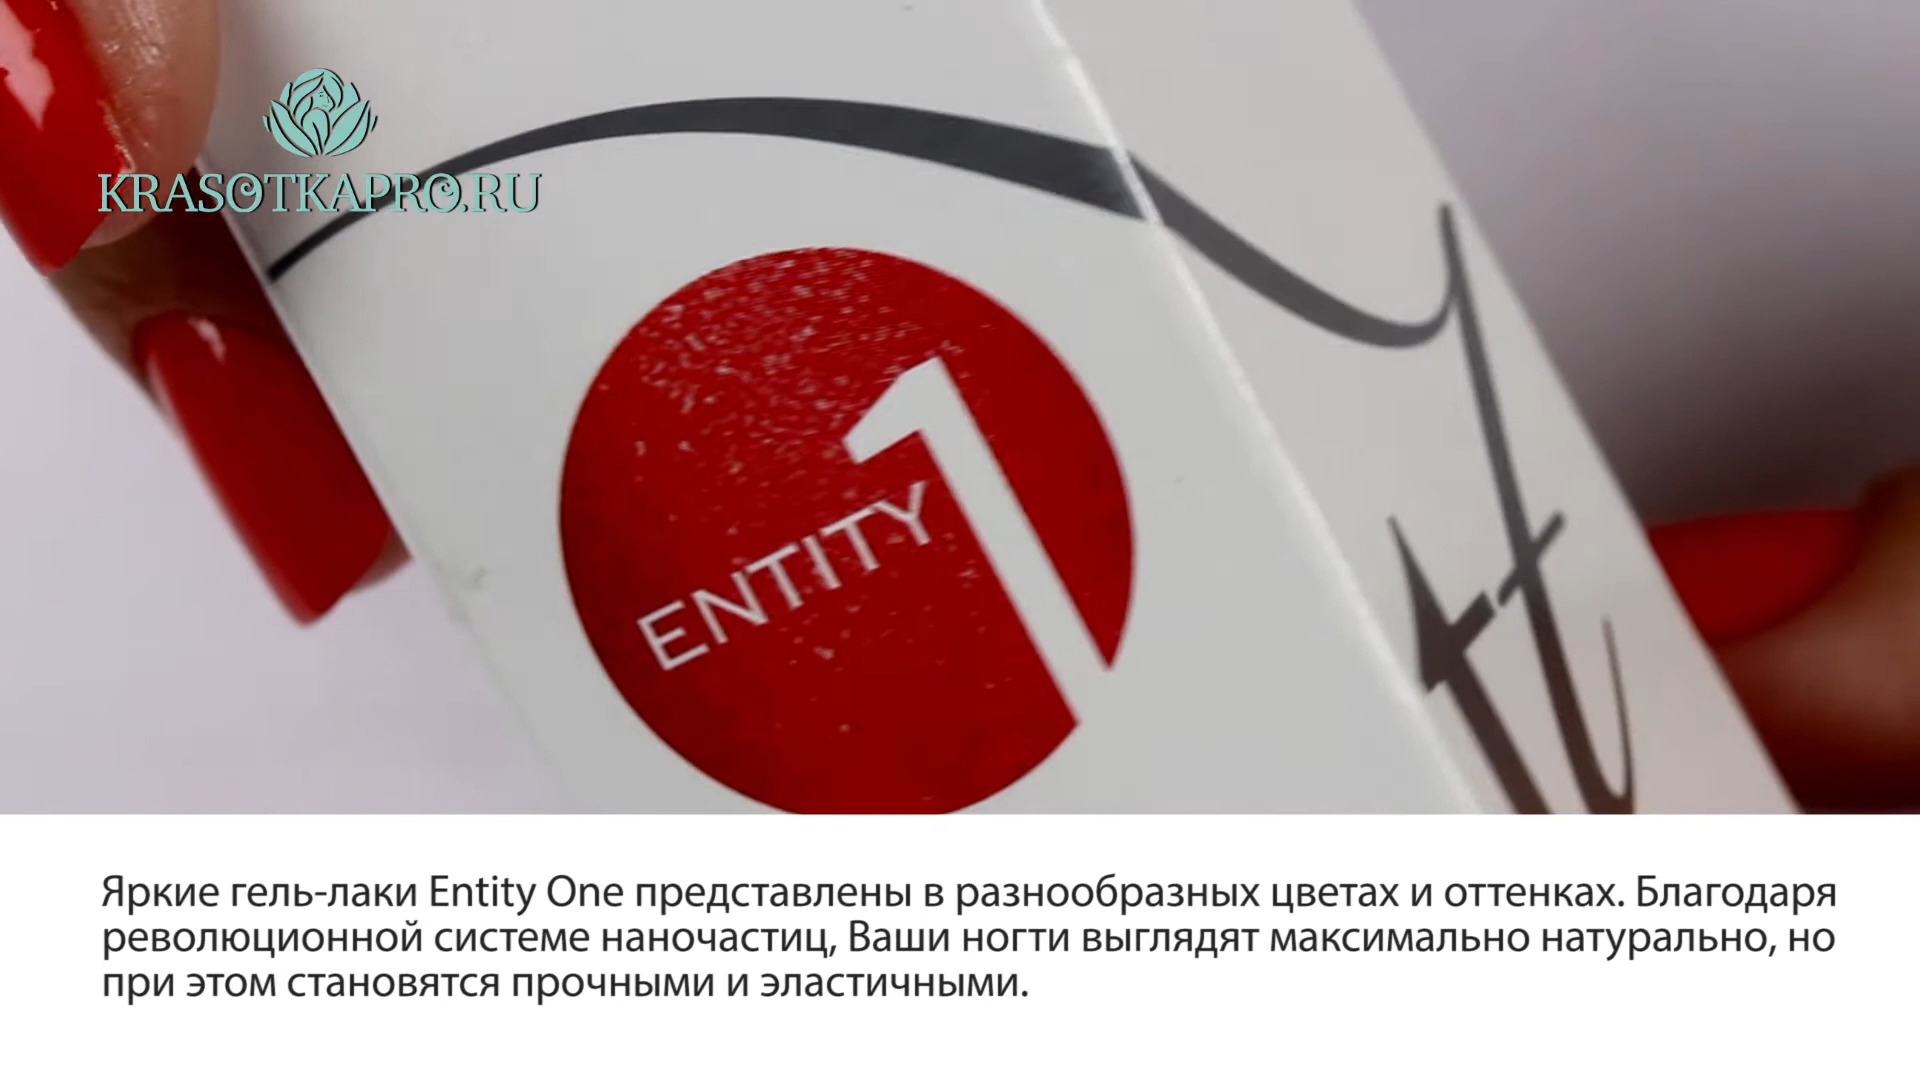 KRASOTKAPRO.RU
1
ENTITY
Яркие гель-лаки Entity One представлены в разнообразных цветах и оттенках. Благодаря
революционной системе наночастиц, Ваши ногти выглядят максимально натурально, но
при этом становятся прочными и эластичными.